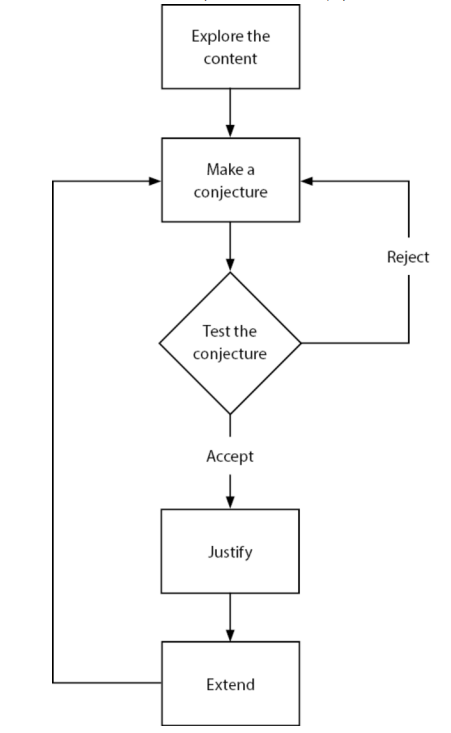 Explore the
content
Make a
conjecture
Reject
Test the
conjecture
Accept
Justify
Extend